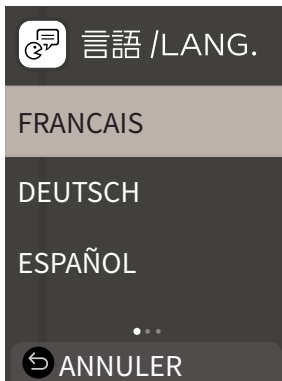 言語 /LANG.
FRANCAIS
DEUTSCH
ESPAÑOL
ANNULER